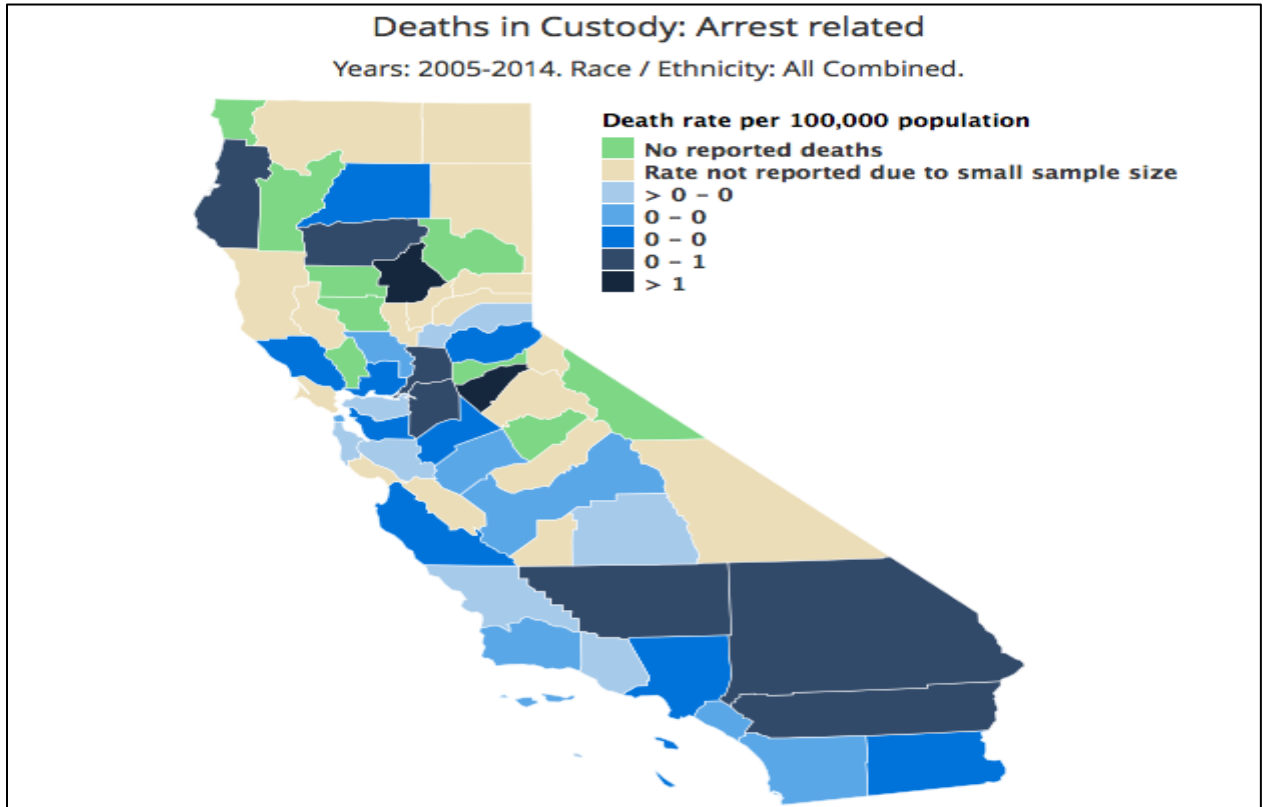 Deaths in Custody: Arrest related
Years: 2005-2014. Race / Ethnicity: All Combined.
Death rate per 100,000 population
No reported deaths
Rate not reported due to small sample size
> 0 – 0
0 – 0
0 – 0
0 – 1
> 1